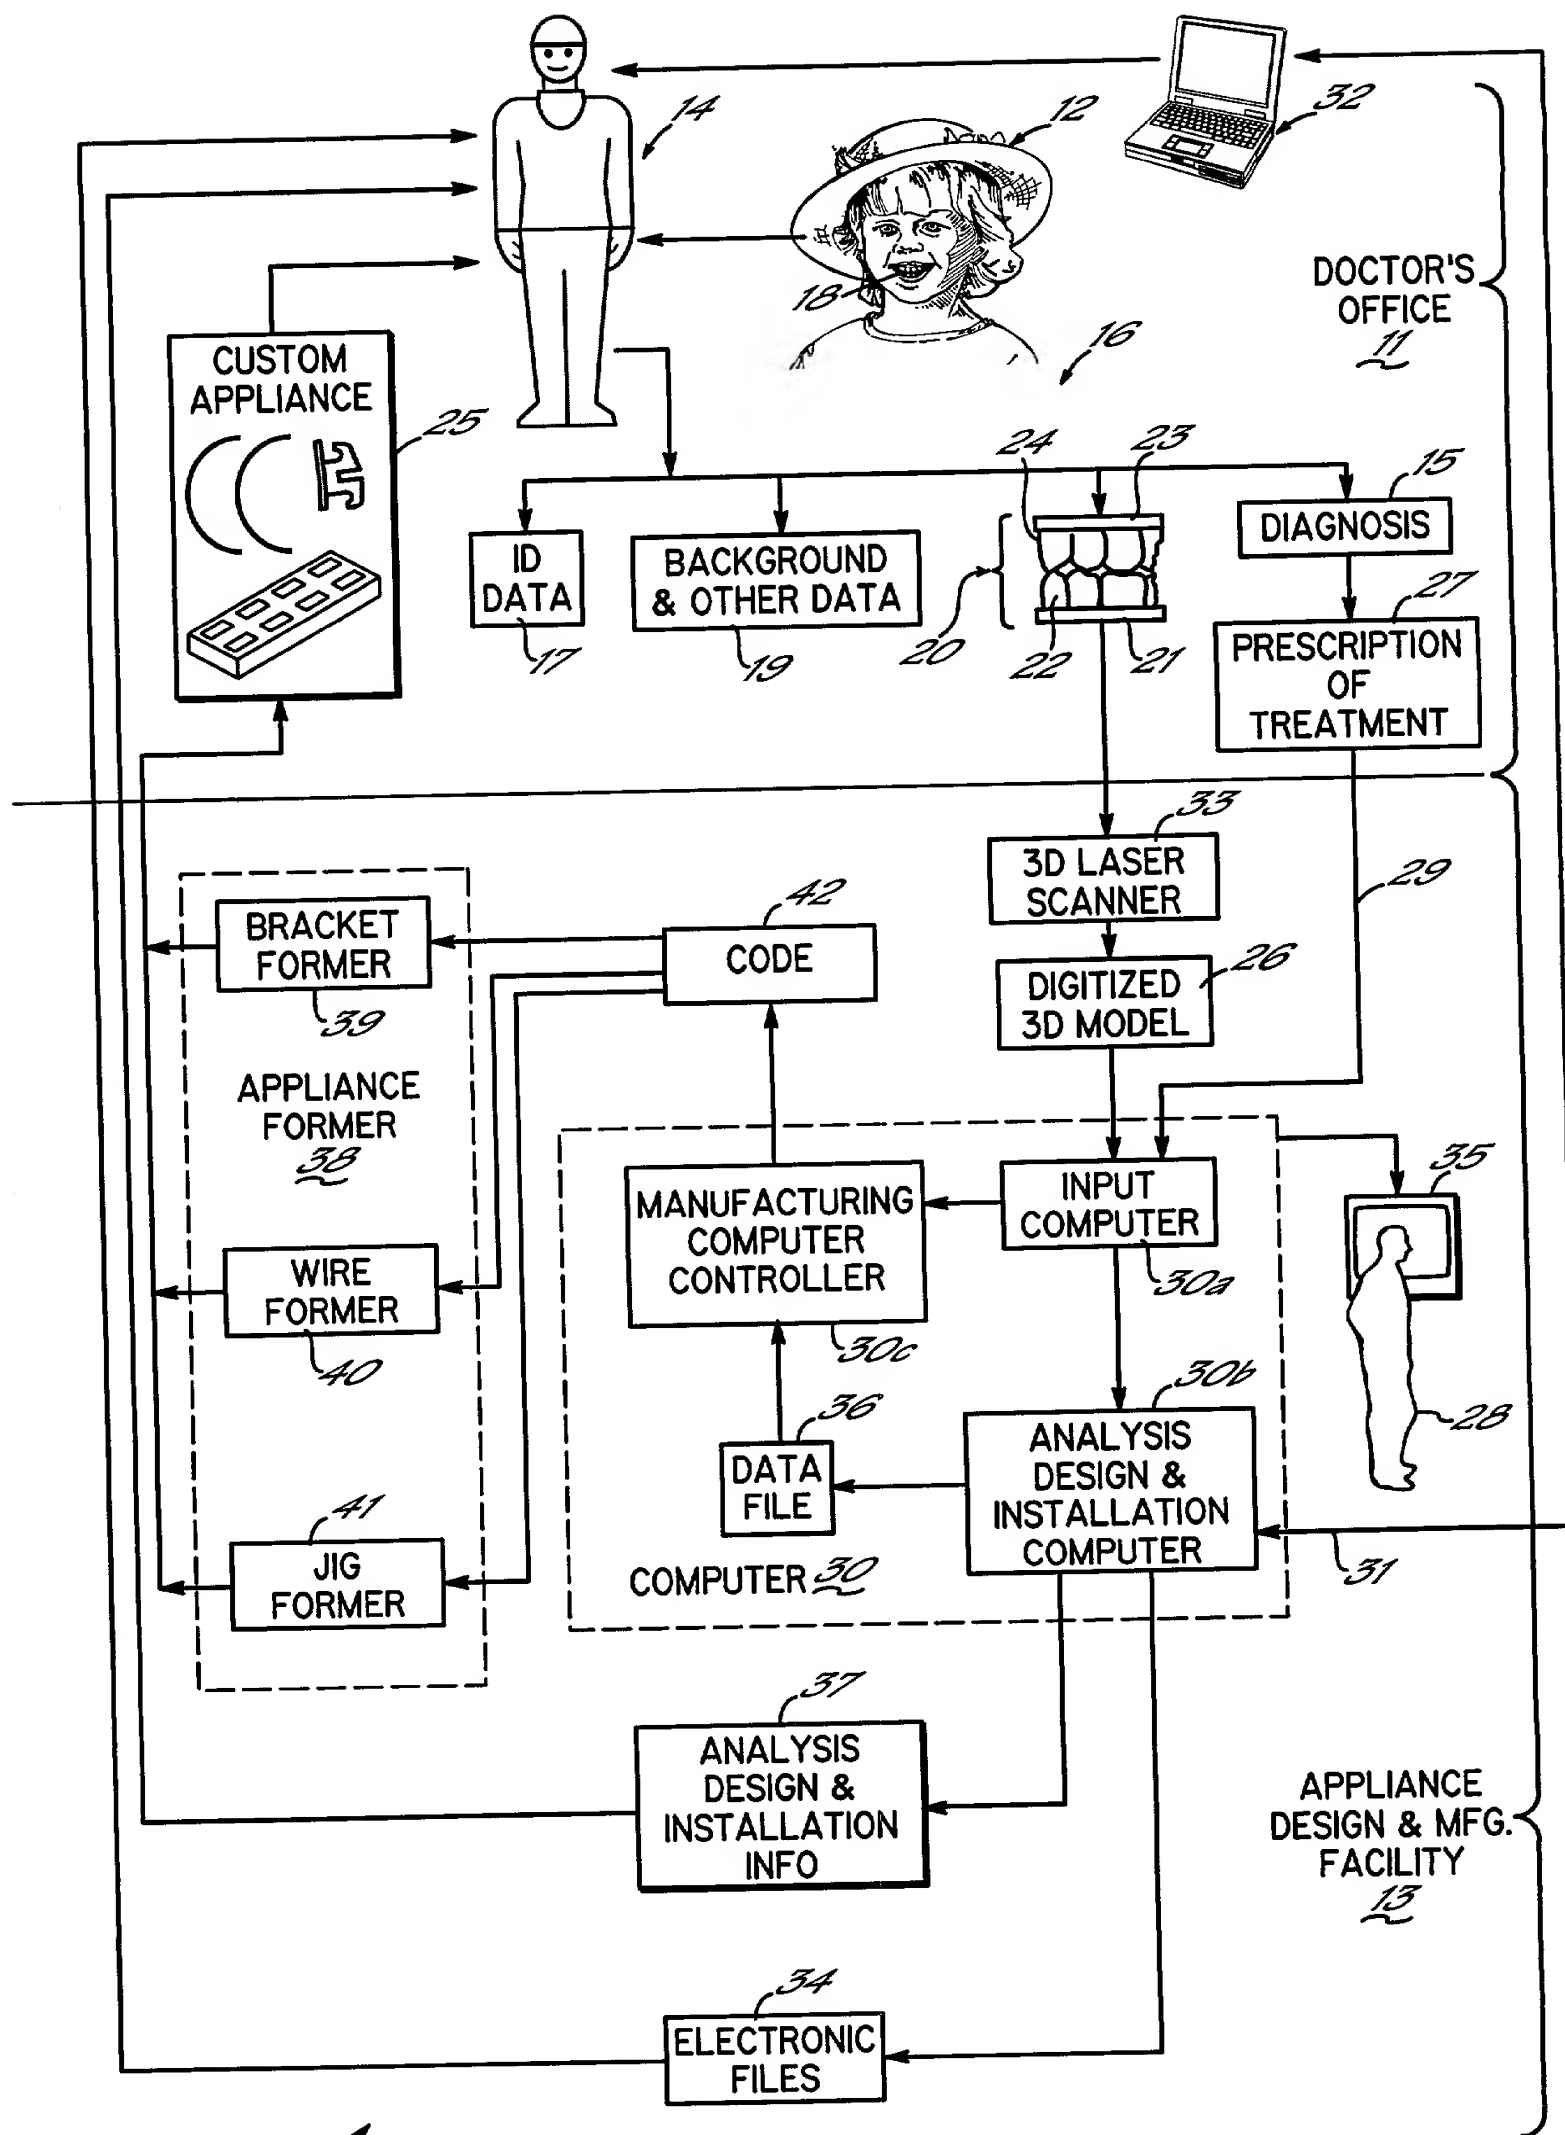 14
12
32
18
DOCTOR'S
OFFICE
11
16
CUSTOM
APPLIANCE
25
24
23
15
ID
DATA
17
BACKGROUND
& OTHER DATA
19
20
22
21
DIAGNOSIS
27
PRESCRIPTION
OF
TREATMENT
33
3D LASER
SCANNER
29
42
CODE
BRACKET
FORMER
39
26
DIGITIZED
3D MODEL
APPLIANCE
FORMER
38
MANUFACTURING
COMPUTER
CONTROLLER
30c
INPUT
COMPUTER
30a
35
WIRE
FORMER
40
36
DATA
FILE
30b
ANALYSIS
DESIGN &
INSTALLATION
COMPUTER
28
41
JIG
FORMER
COMPUTER 30
31
37
ANALYSIS
DESIGN &
INSTALLATION
INFO
APPLIANCE
DESIGN & MFG.
FACILITY
13
34
ELECTRONIC
FILES